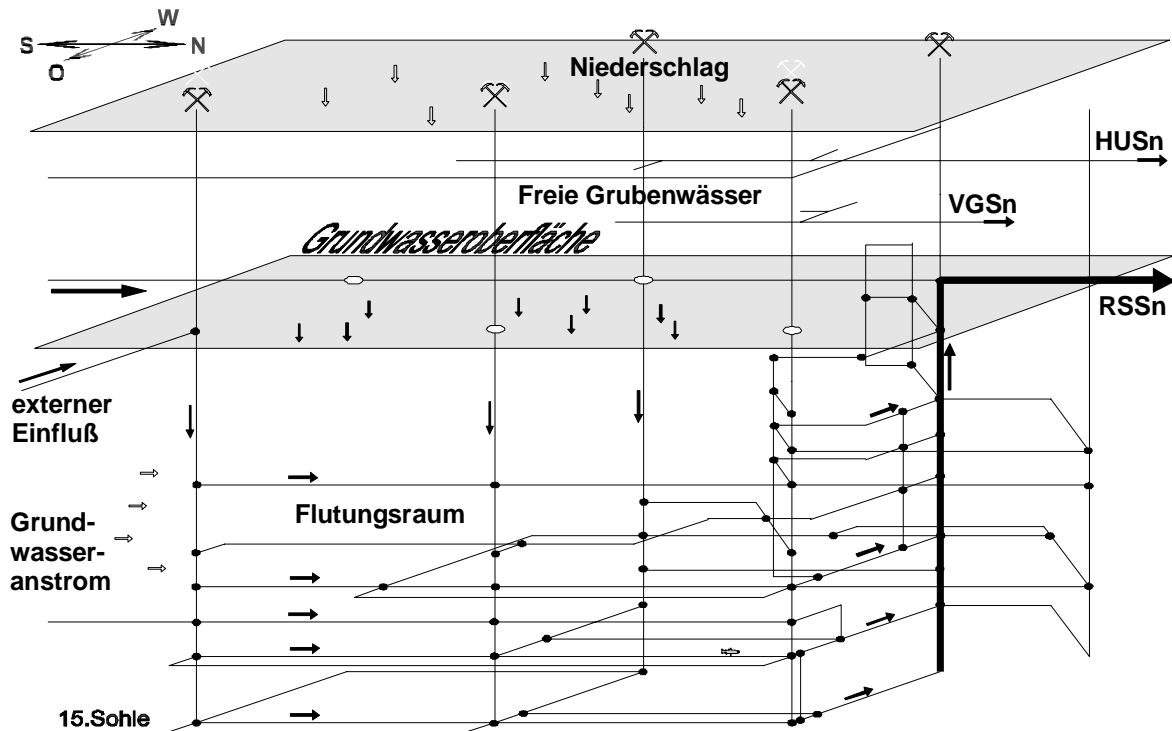 W
S N
O
Niederschlag
HUSn
Freie Grubenwässer
VGSn
Grundwasseroberfläche
RSSn
externer
Einfluß
Flutungsraum
Grund-
wasser-
anstrom
15.Sohle